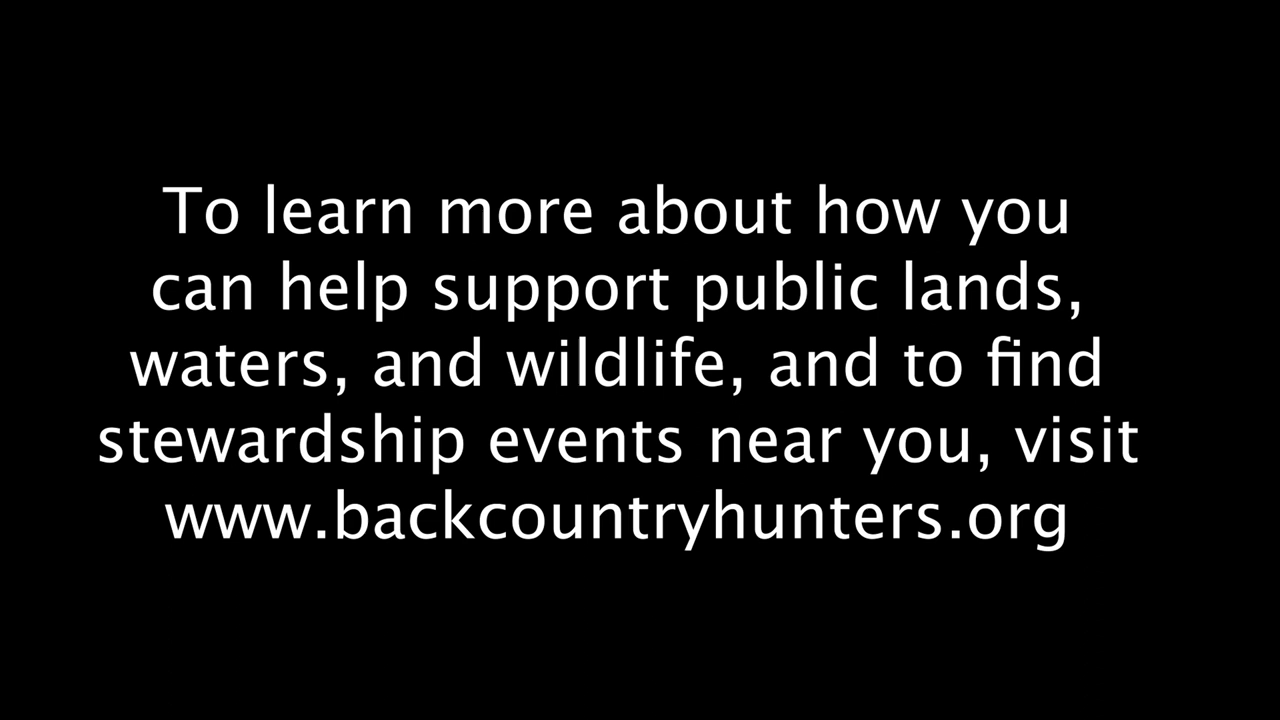 To learn more about how you
can help support public lands,
waters, and wildlife, and to find
stewardship events near you, visit
www.backcountryhunters.org